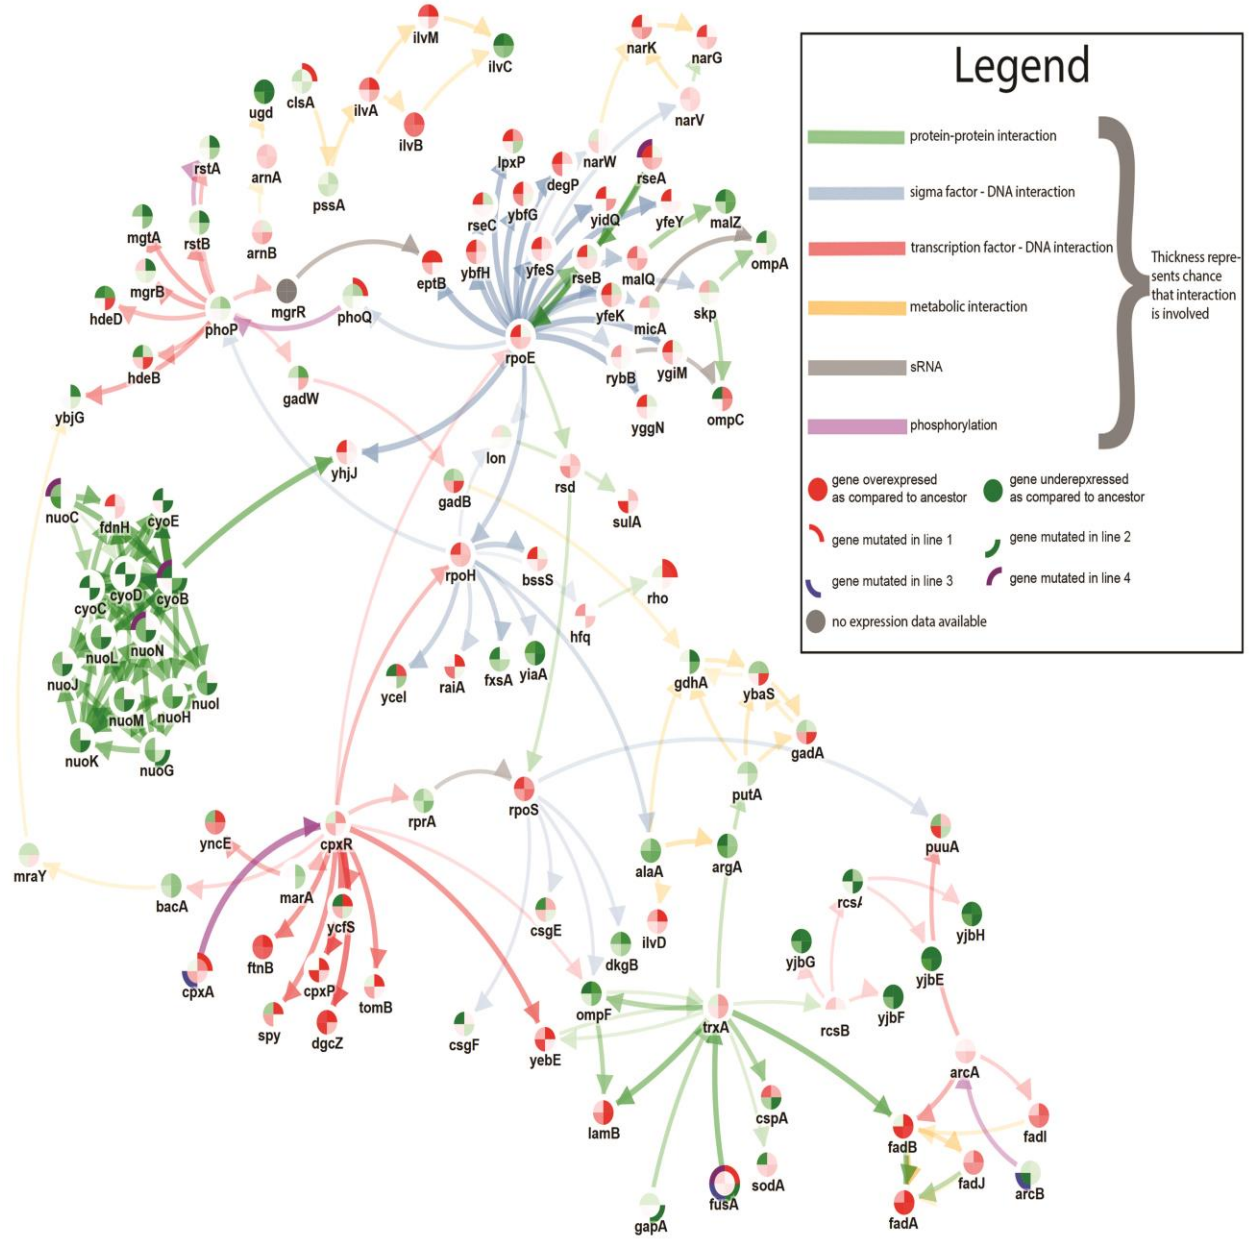 ilvM
narK
narG
ilvC
clsA
ugd
ilvA
ilvB
narV
rstA
arnA
pssA
lpxP
degP
narW
rseA
rseC
ybfG
yidQ
yfeY
malZ
mgtA
rstB
arnB
ompA
mgrB
eptB
ybfH
yfeS
rseB
malQ
hdeD
phoP
mgrR
phoQ
yfeK
micA
skp
rpoE
hdeB
gadW
rybB
ygiM
ybjG
yggN
ompC
yhjJ
lon
rsd
gadB
sulA
nuoC
fdnH
cyoE
rpoH
bssS
rho
cyoD
cyoC
cyoB
hfq
nuoL
nuoN
nuoJ
yceI
raiA
fxsA
yiaA
gdhA
ybaS
nuoM
nuoH
nuoI
nuoK
nuoG
gadA
putA
rprA
rpoS
yncE
cpxR
puuA
mraY
bacA
marA
alaA
argA
ycfS
rcsA
csgE
ilvD
yjbH
dkgB
yjbG
yjbE
ftnB
cpxP
tomB
cpxA
spy
dgcZ
csgF
yebE
ompF
trxA
rcsB
yjbF
arcA
lamB
cspA
fadB
fadI
sodA
fadJ
arcB
gapA
fusA
fadA
Legend
protein-protein interaction
sigma factor - DNA interaction
transcription factor - DNA interaction
metabolic interaction
sRNA
phosphorylation
Thickness repre-
sents chance
that interaction
is involved
gene overexpresed
as compared to ancestor
gene underepxressed
as compared to ancestor
gene mutated in line 1
gene mutated in line 2
gene mutated in line 3
gene mutated in line 4
no expression data available